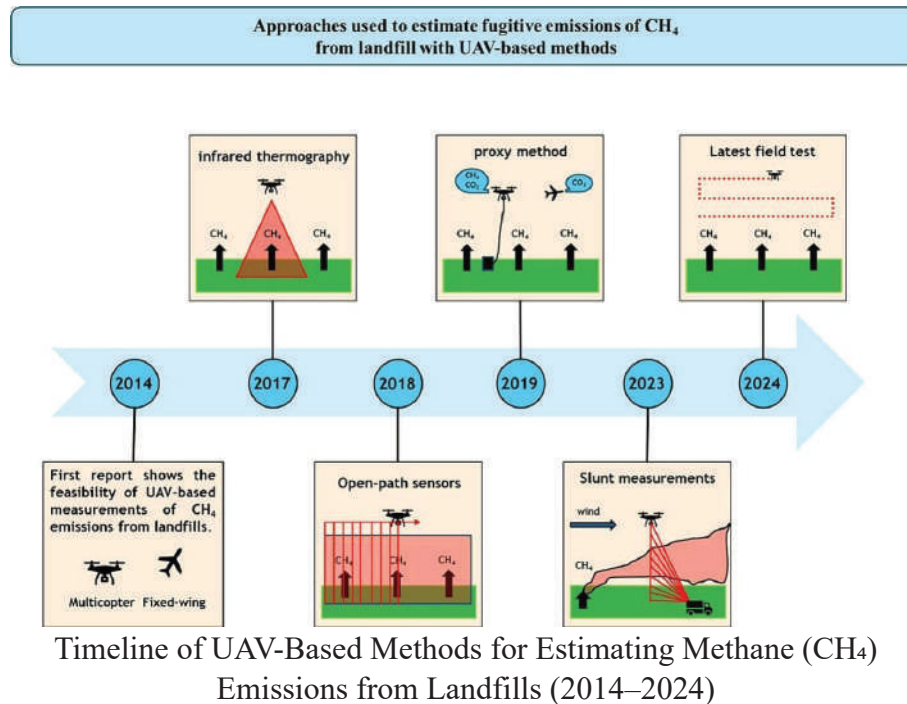 Approaches used to estimate fugitive emissions of CH₄
from landfill with UAV-based methods
infrared thermography
CH₄ CH₄ CH₄
proxy method
CH₄
CO₂
CO₂
CH₄ CH₄ CH₄
Latest field test
CH₄ CH₄ CH₄
2014 2017 2018 2019 2023 2024
First report shows the
feasibility of UAV-based
measurements of CH₄
emissions from landfills.
Multicopter Fixed-wing
Open-path sensors
CH₄ CH₄ CH₄
Slunt measurements
wind
CH₄
Timeline of UAV-Based Methods for Estimating Methane (CH₄)
Emissions from Landfills (2014–2024)